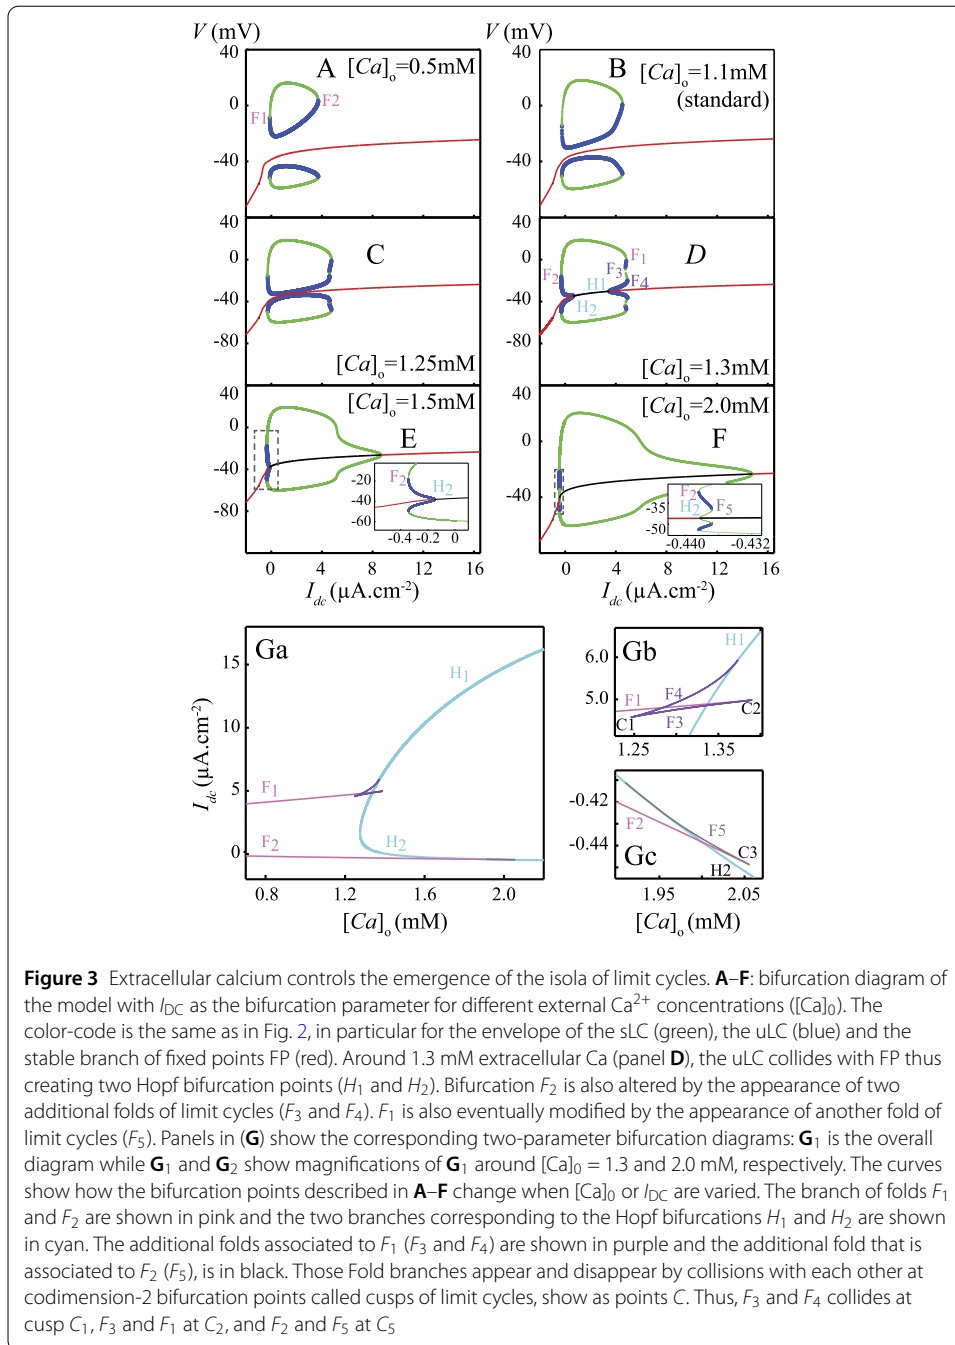 V (mV)
V (mV)
40
0
-40
A
[Ca]o=0.5mM
F1
F2
40
0
-40
B
[Ca]o=1.1mM
(standard)
40
0
-40
-80
C
[Ca]o=1.25mM
40
0
-40
-80
D
F1
F2
F3
F4
H1
H2
[Ca]o=1.3mM
40
0
-40
-80
[Ca]o=1.5mM
E
F2
H2
-20
-40
-60
-0.4 -0.2 0
40
0
-40
[Ca]o=2.0mM
F
F2
H2
F5
-35
-50
-0.440 -0.432
0 4 8 12 16
0 4 8 12 16
Idc (µA.cm-2)
Idc (µA.cm-2)
Ga
15
10
5
0
Idc (µA.cm-2)
H1
F1
F2
H2
0.8 1.2 1.6 2.0
[Ca]o (mM)
Gb
6.0
5.0
H1
F1
F4
F3
C1
C2
1.25 1.35
-0.42
-0.44
F2
F5
C3
Gc
H2
1.95 2.05
[Ca]o (mM)
Figure 3 Extracellular calcium controls the emergence of the isola of limit cycles. A–F: bifurcation diagram of
the model with IDC as the bifurcation parameter for different external Ca2+ concentrations ([Ca]0). The
color-code is the same as in Fig. 2, in particular for the envelope of the sLC (green), the uLC (blue) and the
stable branch of fixed points FP (red). Around 1.3 mM extracellular Ca (panel D), the uLC collides with FP thus
creating two Hopf bifurcation points (H1 and H2). Bifurcation F2 is also altered by the appearance of two
additional folds of limit cycles (F3 and F4). F1 is also eventually modified by the appearance of another fold of
limit cycles (F5). Panels in (G) show the corresponding two-parameter bifurcation diagrams: G1 is the overall
diagram while G1 and G2 show magnifications of G1 around [Ca]0 = 1.3 and 2.0 mM, respectively. The curves
show how the bifurcation points described in A–F change when [Ca]0 or IDC are varied. The branch of folds F1
and F2 are shown in pink and the two branches corresponding to the Hopf bifurcations H1 and H2 are shown
in cyan. The additional folds associated to F1 (F3 and F4) are shown in purple and the additional fold that is
associated to F2 (F5), is in black. Those Fold branches appear and disappear by collisions with each other at
codimension-2 bifurcation points called cusps of limit cycles, show as points C. Thus, F3 and F4 collides at
cusp C1, F3 and F1 at C2, and F2 and F5 at C5